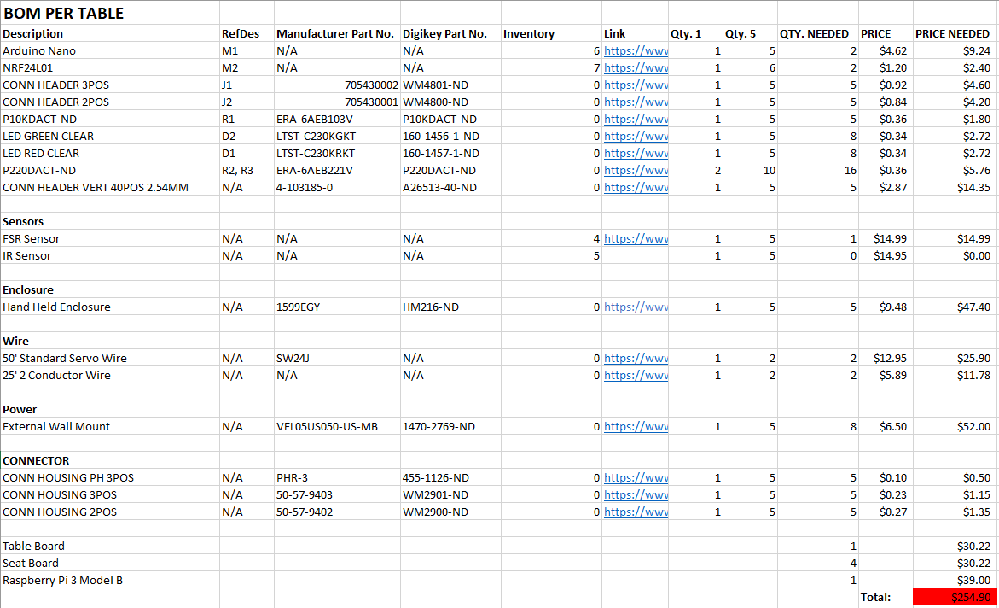 BOM PER TABLE
Description RefDes Manufacturer Part No. Digikey Part No. Inventory Link Qty. 1 Qty. 5 QTY. NEEDED PRICE PRICE NEEDED
Arduino Nano M1 N/A N/A 6 https://www 1 5 2 $4.62 $9.24
NRF24L01 M2 N/A N/A 7 https://www 1 6 2 $1.20 $2.40
CONN HEADER 3POS J1 705430002 WM4801-ND 0 https://www 1 5 5 $0.92 $4.60
CONN HEADER 2POS J2 705430001 WM4800-ND 0 https://www 1 5 5 $0.84 $4.20
P10KDACT-ND R1 ERA-6AEB103V P10KDACT-ND 0 https://www 1 5 5 $0.36 $1.80
LED GREEN CLEAR D2 LTST-C230KGKT 160-1456-1-ND 0 https://www 1 5 8 $0.34 $2.72
LED RED CLEAR D1 LTST-C230KRKT 160-1457-1-ND 0 https://www 1 5 8 $0.34 $2.72
P220DACT-ND R2, R3 ERA-6AEB221V P220DACT-ND 0 https://www 2 10 16 $0.36 $5.76
CONN HEADER VERT 40POS 2.54MM N/A 4-103185-0 A26513-40-ND 0 https://www 1 5 5 $2.87 $14.35
Sensors
FSR Sensor N/A N/A N/A 4 https://www 1 5 1 $14.99 $14.99
IR Sensor N/A N/A N/A 5 1 5 0 $14.95 $0.00
Enclosure
Hand Held Enclosure N/A 1599EGY HM216-ND 0 https://www 1 5 5 $9.48 $47.40
Wire
50' Standard Servo Wire N/A SW24J N/A 0 https://www 1 2 2 $12.95 $25.90
25' 2 Conductor Wire N/A N/A N/A 0 https://www 1 2 2 $5.89 $11.78
Power
External Wall Mount N/A VEL05US050-US-MB 1470-2769-ND 0 https://www 1 5 8 $6.50 $52.00
CONNECTOR
CONN HOUSING PH 3POS N/A PHR-3 455-1126-ND 0 https://www 1 5 5 $0.10 $0.50
CONN HOUSING 3POS N/A 50-57-9403 WM2901-ND 0 https://www 1 5 5 $0.23 $1.15
CONN HOUSING 2POS N/A 50-57-9402 WM2900-ND 0 https://www 1 5 5 $0.27 $1.35
Table Board 1 $30.22
Seat Board 4 $30.22
Raspberry Pi 3 Model B 1 $39.00
Total: $254.90